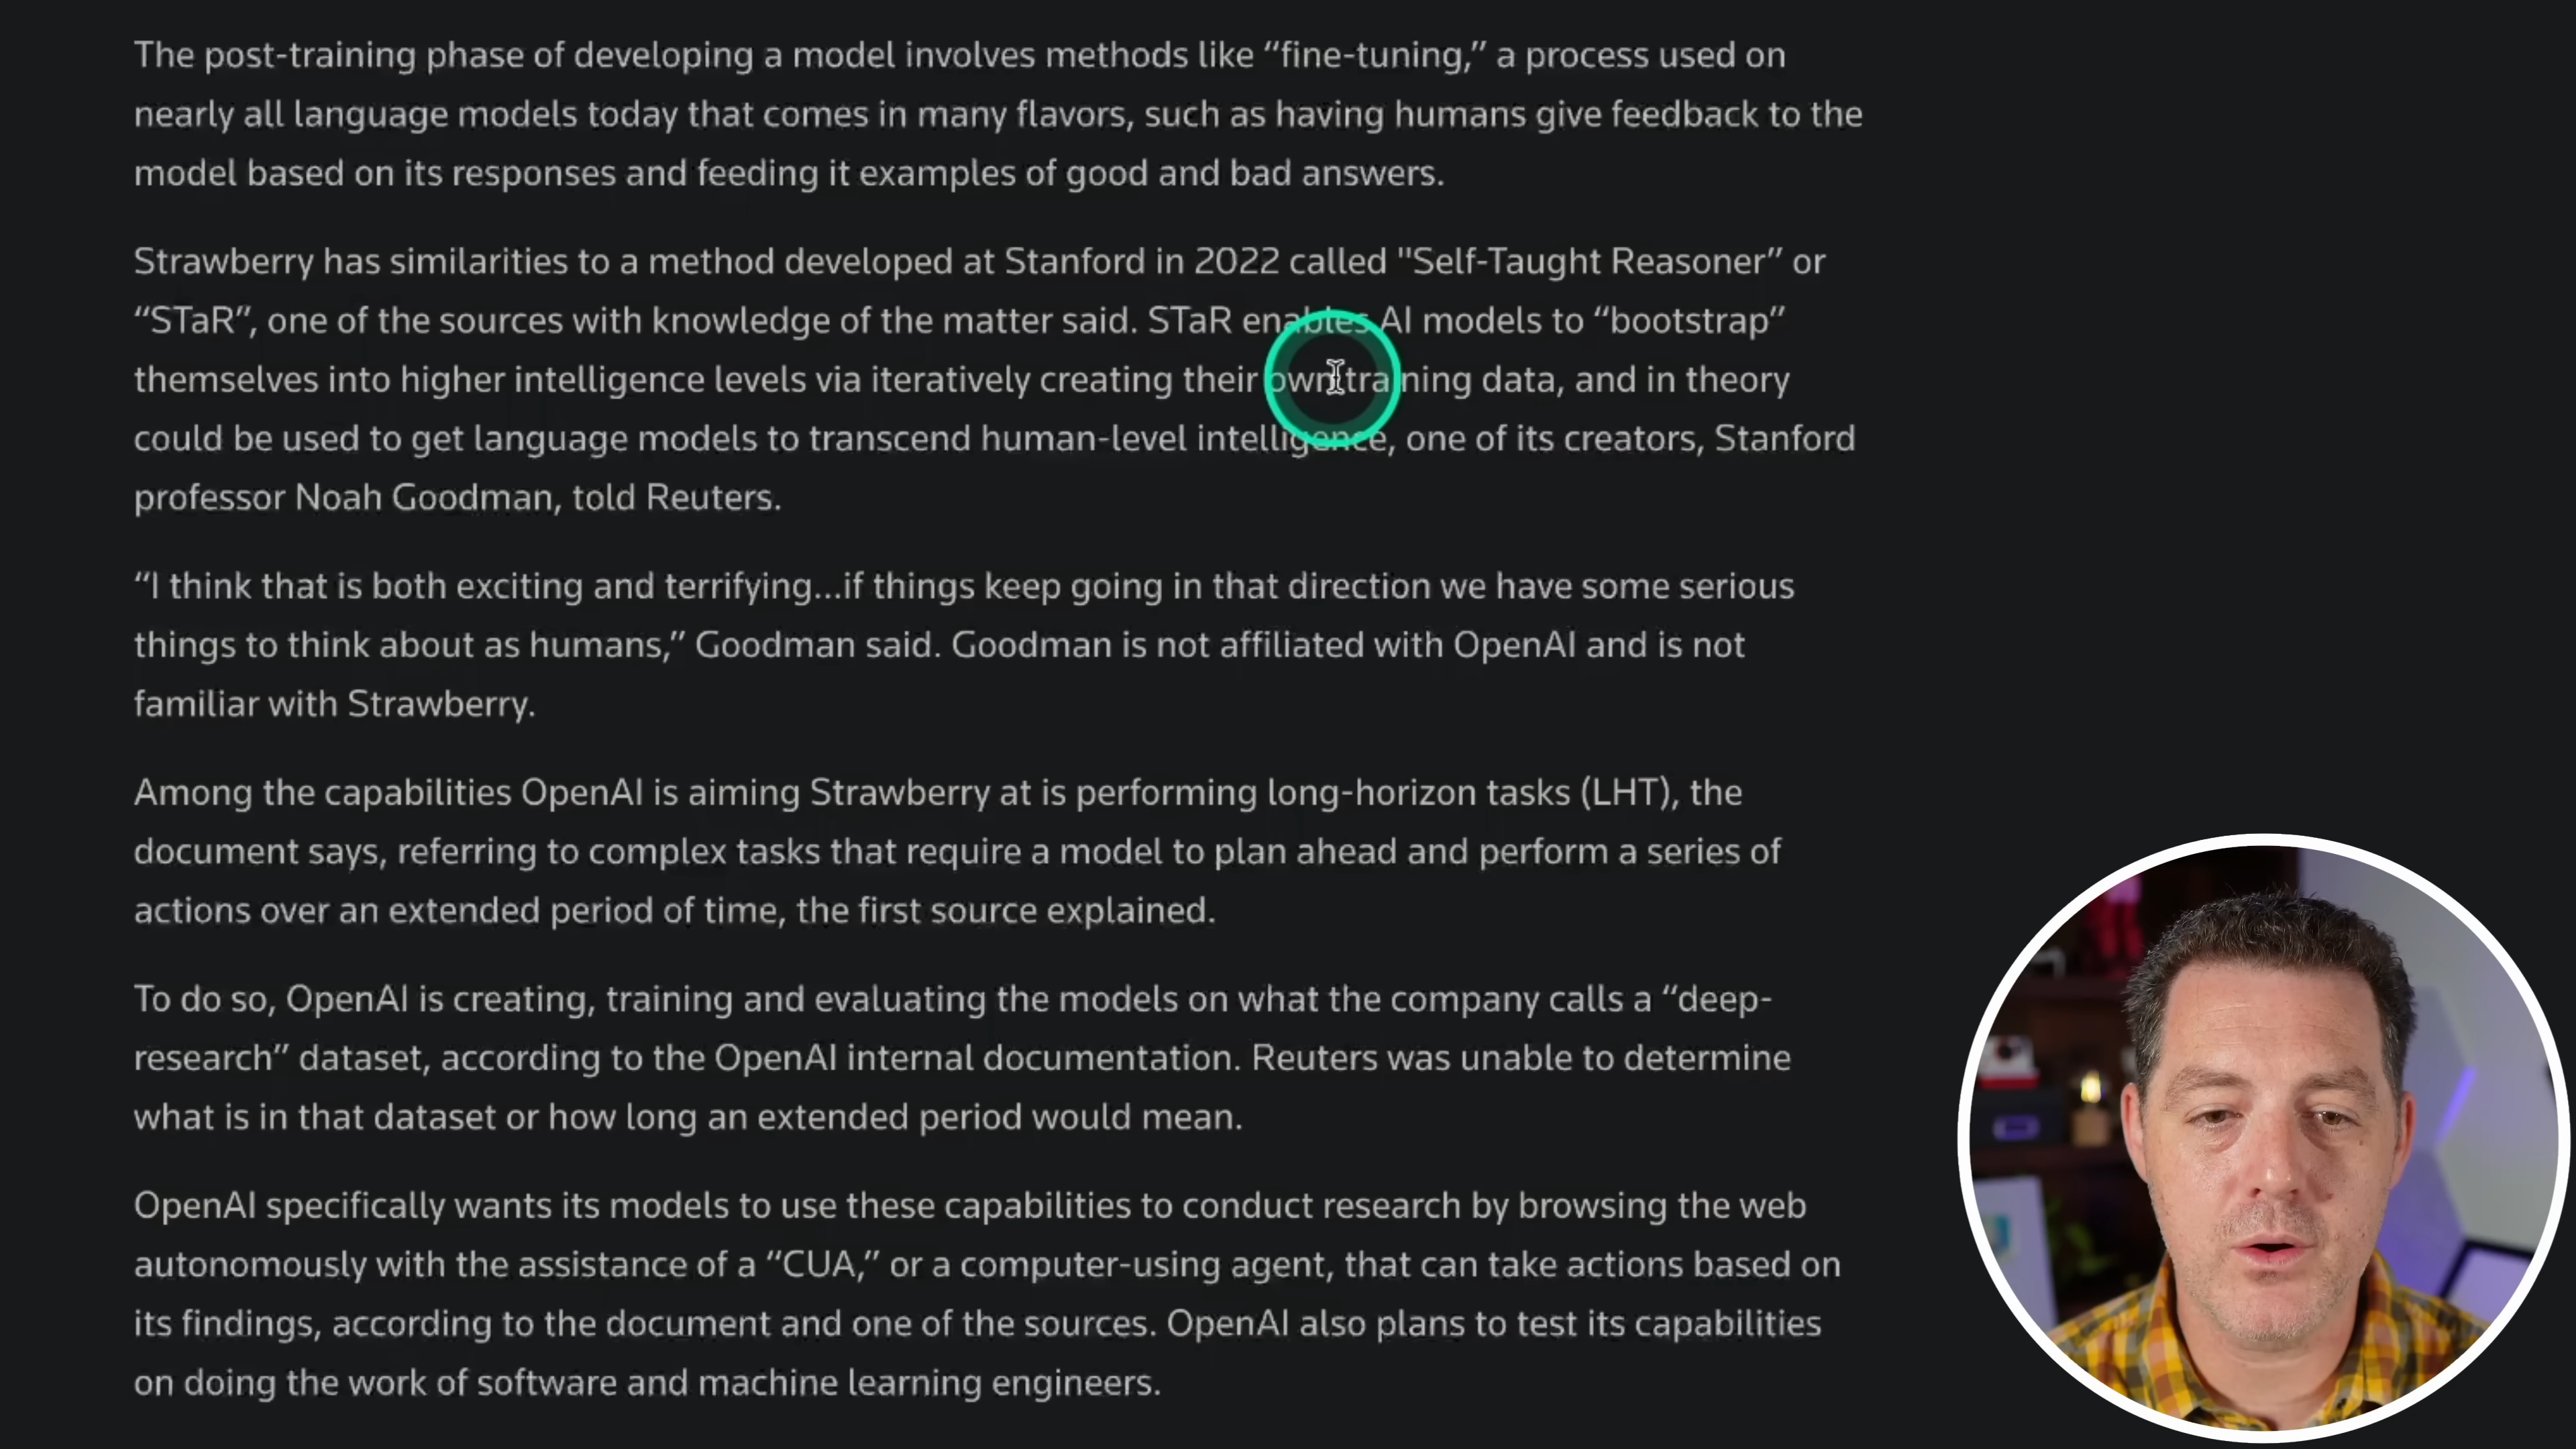 The post-training phase of developing a model involves methods like “fine-tuning,” a process used on
nearly all language models today that comes in many flavors, such as having humans give feedback to the
model based on its responses and feeding it examples of good and bad answers.
Strawberry has similarities to a method developed at Stanford in 2022 called "Self-Taught Reasoner” or
“STaR”, one of the sources with knowledge of the matter said. STaR enables AI models to “bootstrap”
themselves into higher intelligence levels via iteratively creating their own training data, and in theory
could be used to get language models to transcend human-level intelligence, one of its creators, Stanford
professor Noah Goodman, told Reuters.
“I think that is both exciting and terrifying...if things keep going in that direction we have some serious
things to think about as humans,” Goodman said. Goodman is not affiliated with OpenAI and is not
familiar with Strawberry.
Among the capabilities OpenAI is aiming Strawberry at is performing long-horizon tasks (LHT), the
document says, referring to complex tasks that require a model to plan ahead and perform a series of
actions over an extended period of time, the first source explained.
To do so, OpenAI is creating, training and evaluating the models on what the company calls a “deep-
research” dataset, according to the OpenAI internal documentation. Reuters was unable to determine
what is in that dataset or how long an extended period would mean.
OpenAI specifically wants its models to use these capabilities to conduct research by browsing the web
autonomously with the assistance of a “CUA,” or a computer-using agent, that can take actions based on
its findings, according to the document and one of the sources. OpenAI also plans to test its capabilities
on doing the work of software and machine learning engineers.